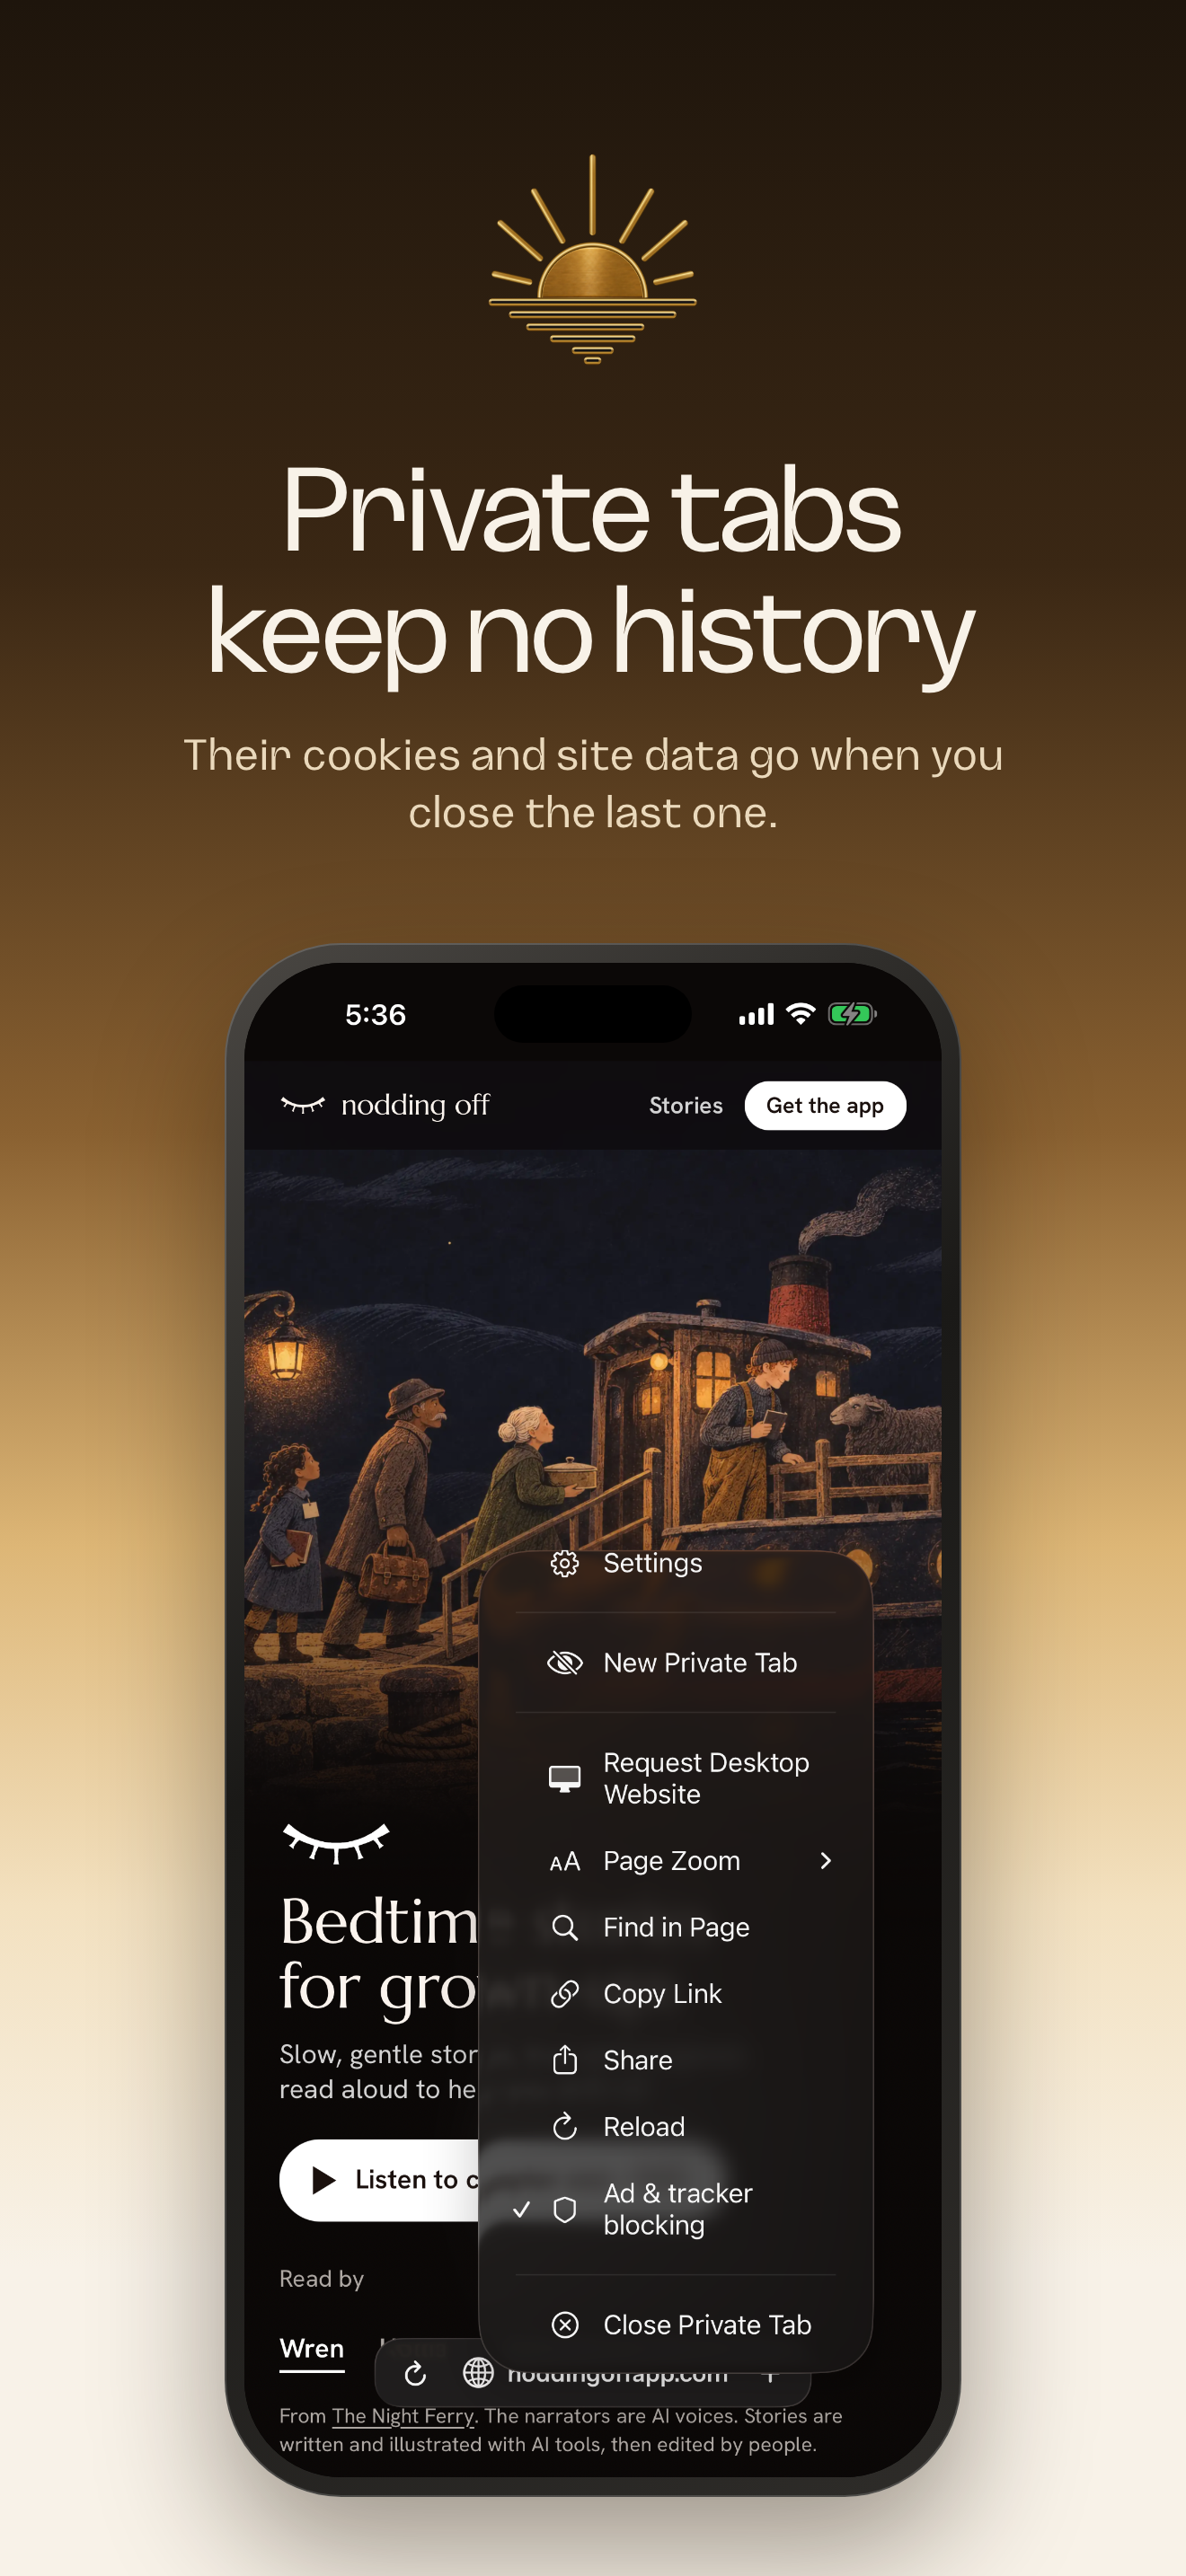 Private tabs
keep no history
Their cookies and site data go when you
close the last one.
5:36
nodding off
Stories
Get the app
Settings
New Private Tab
Request Desktop
Website
AA Page Zoom
Find in Page
Copy Link
Share
Reload
Ad & tracker
blocking
Close Private Tab
Bedtim
for gro
Slow, gentle stor
read aloud to he
Listen to c
Read by
Wren
noddingoffapp.com
From The Night Ferry. The narrators are AI voices. Stories are
written and illustrated with AI tools, then edited by people.